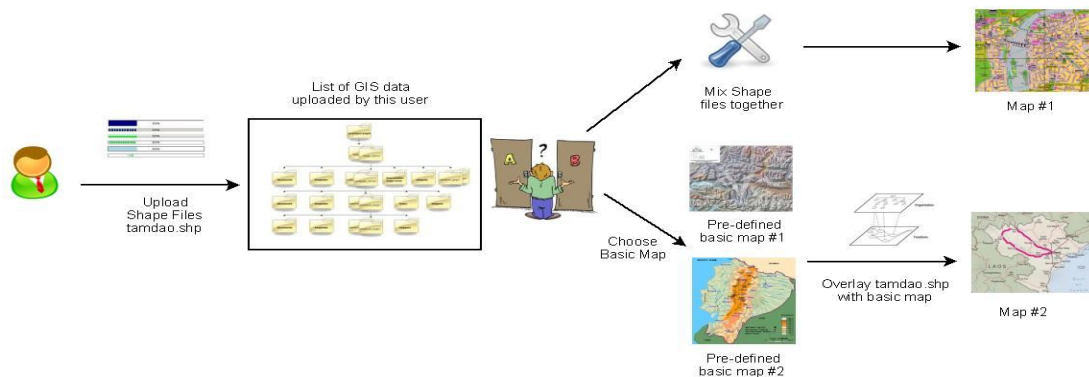 List of GIS data
uploaded by this user
Upload
Shape Files
tamdao.shp
A
?
B
Mix Shape
files together
Map #1
Choose
Basic Map
Pre-defined
basic map #1
Pre-defined
basic map #2
Overlay tamdao.shp
with basic map
LAOS
Map #2